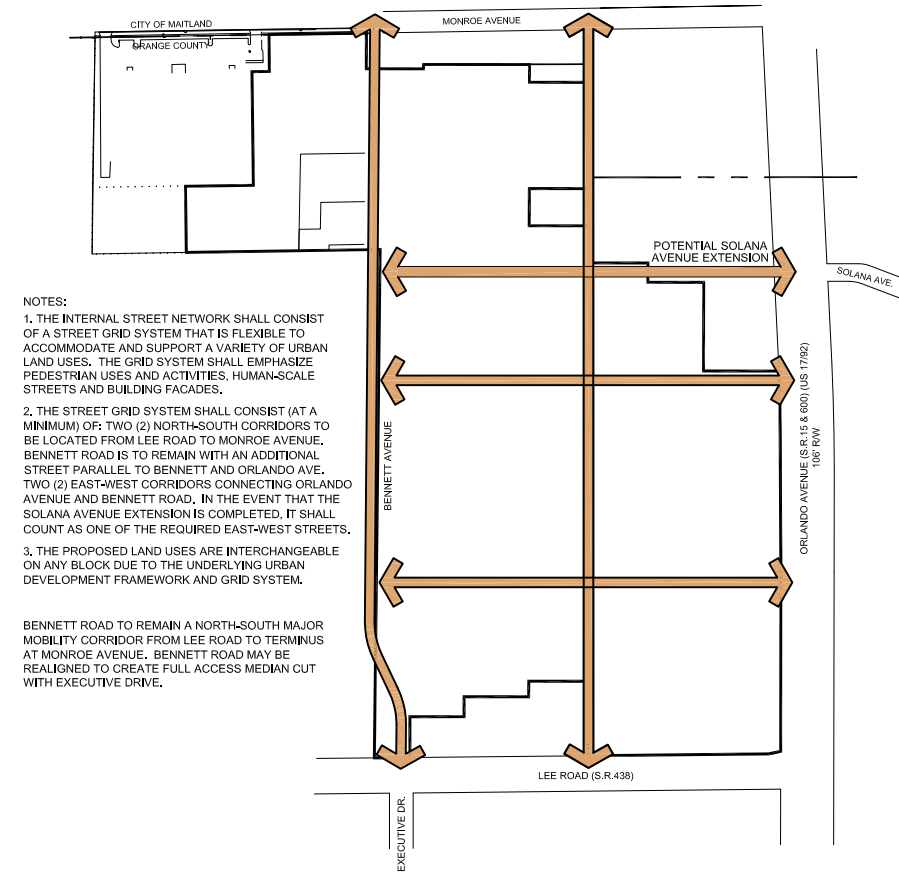 CITY OF MAITLAND
ORANGE COUNTY
MONROE AVENUE
POTENTIAL SOLANA
AVENUE EXTENSION
SOLANA AVE.
NOTES:
1. THE INTERNAL STREET NETWORK SHALL CONSIST
OF A STREET GRID SYSTEM THAT IS FLEXIBLE TO
ACCOMMODATE AND SUPPORT A VARIETY OF URBAN
LAND USES. THE GRID SYSTEM SHALL EMPHASIZE
PEDESTRIAN USES AND ACTIVITIES, HUMAN-SCALE
STREETS AND BUILDING FACADES.
2. THE STREET GRID SYSTEM SHALL CONSIST (AT A
MINIMUM) OF: TWO (2) NORTH-SOUTH CORRIDORS TO
BE LOCATED FROM LEE ROAD TO MONROE AVENUE.
BENNETT ROAD IS TO REMAIN WITH AN ADDITIONAL
STREET PARALLEL TO BENNETT AND ORLANDO AVE.
TWO (2) EAST-WEST CORRIDORS CONNECTING ORLANDO
AVENUE AND BENNETT ROAD. IN THE EVENT THAT THE
SOLANA AVENUE EXTENSION IS COMPLETED, IT SHALL
COUNT AS ONE OF THE REQUIRED EAST-WEST STREETS.
3. THE PROPOSED LAND USES ARE INTERCHANGEABLE
ON ANY BLOCK DUE TO THE UNDERLYING URBAN
DEVELOPMENT FRAMEWORK AND GRID SYSTEM.
BENNETT ROAD TO REMAIN A NORTH-SOUTH MAJOR
MOBILITY CORRIDOR FROM LEE ROAD TO TERMINUS
AT MONROE AVENUE. BENNETT ROAD MAY BE
REALIGNED TO CREATE FULL ACCESS MEDIAN CUT
WITH EXECUTIVE DRIVE.
BENNETT AVENUE
ORLANDO AVENUE (S.R.15 & 600) (US 17/92)
106' R/W
LEE ROAD (S.R.438)
EXECUTIVE DR.